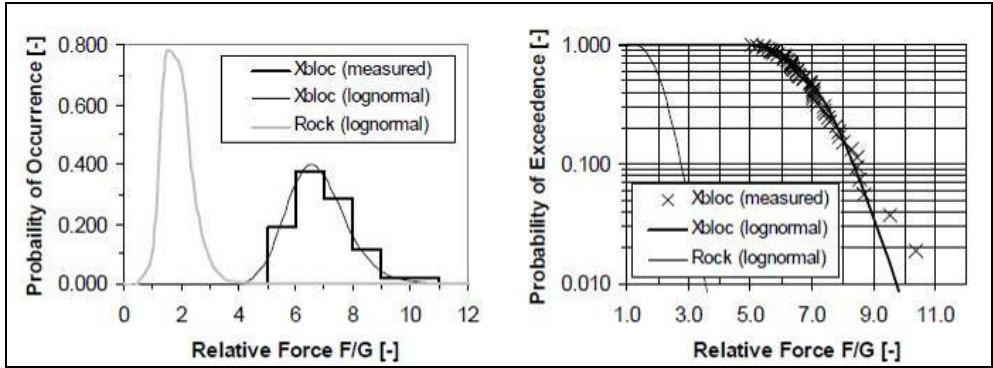 Probaility of Occurrence [-]
0.800
0.600
0.400
0.200
0.000
0 2 4 6 8 10 12
Relative Force F/G [-]
Xbloc (measured)
Xbloc (lognormal)
Rock (lognormal)
Probability of Exceedence [-]
1.000
0.100
0.010
1.0 3.0 5.0 7.0 9.0 11.0
Relative Force F/G [-]
Xbloc (measured)
Xbloc (lognormal)
Rock (lognormal)